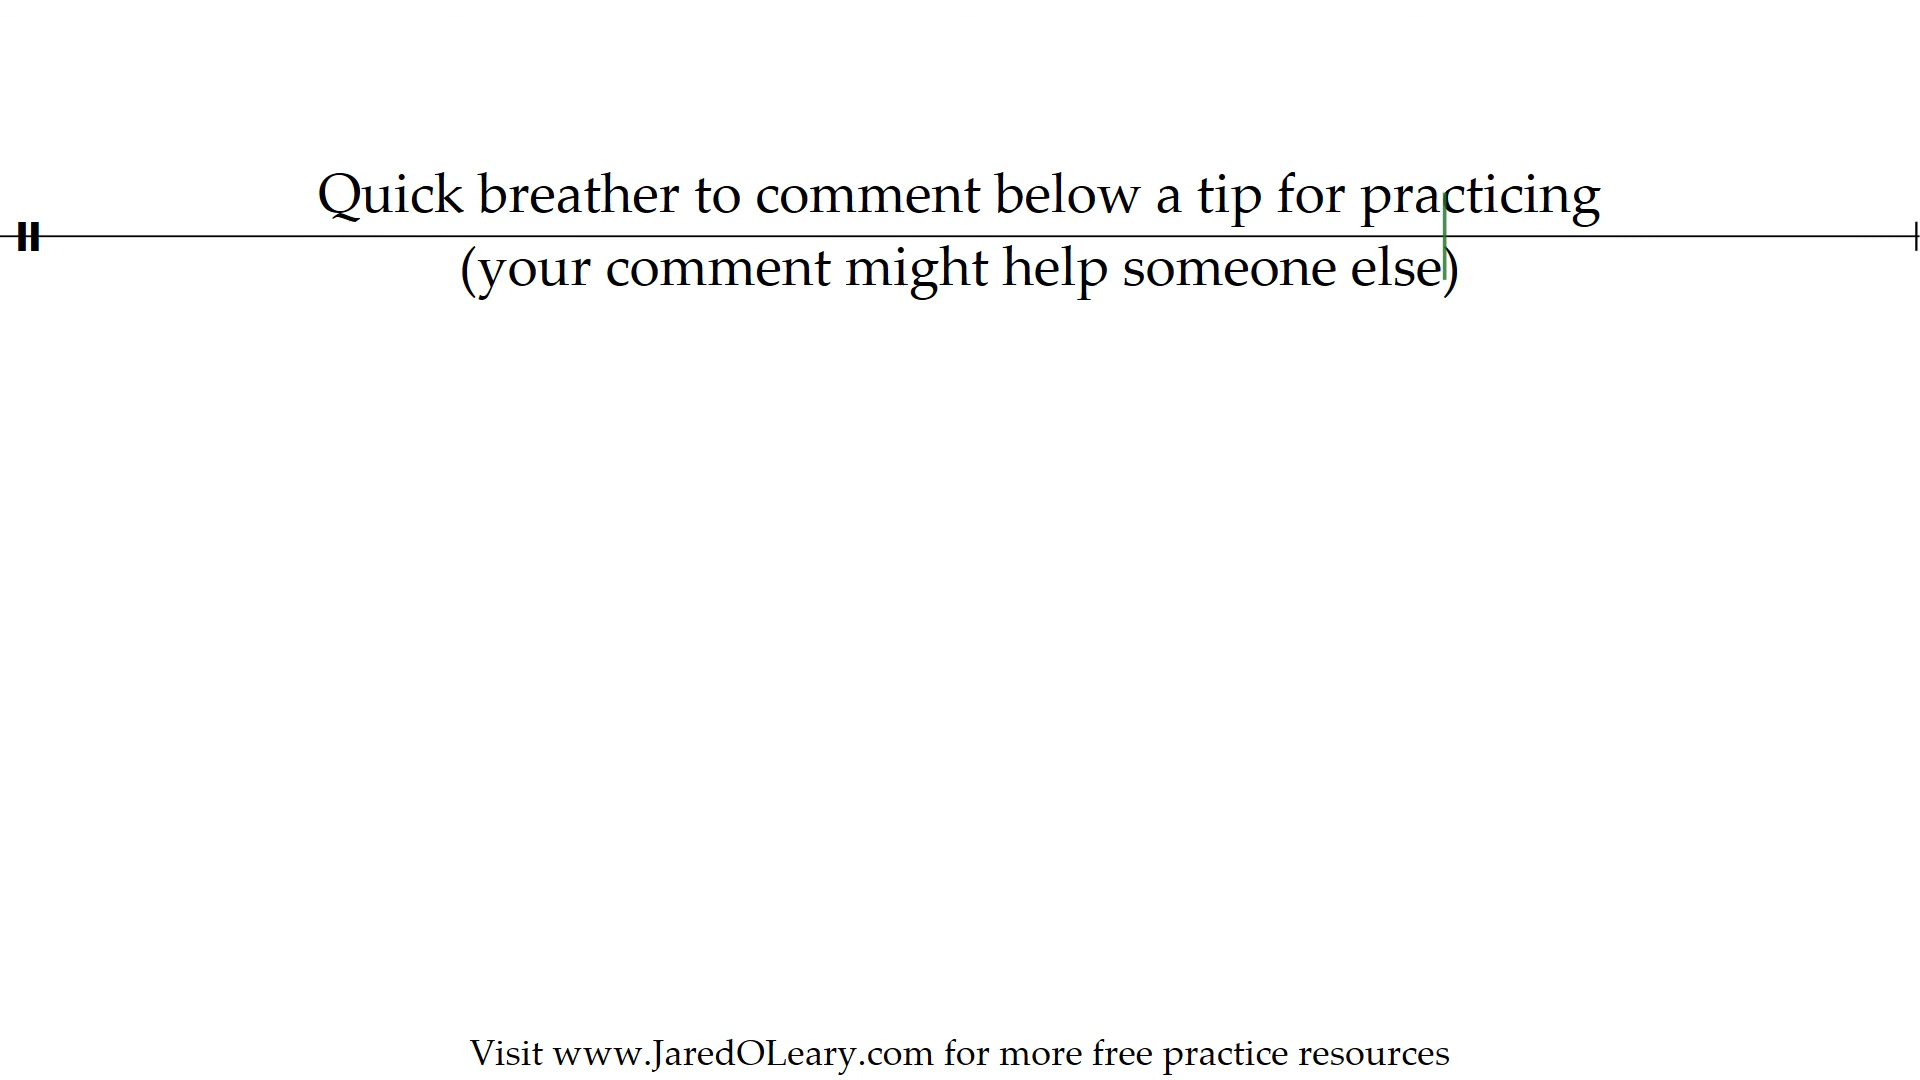 Quick breather to comment below a tip for practicing
(your comment might help someone else)
Visit www.JaredOLeary.com for more free practice resources